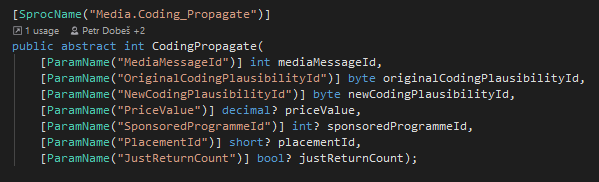 [SprocName("Media.Coding_Propagate")]
1 usage Petr Dobeš +2
public abstract int CodingPropagate(
[ParamName("MediaMessageId")] int mediaMessageId,
[ParamName("OriginalCodingPlausibilityId")] byte originalCodingPlausibilityId,
[ParamName("NewCodingPlausibilityId")] byte newCodingPlausibilityId,
[ParamName("PriceValue")] decimal? priceValue,
[ParamName("SponsoredProgrammeId")] int? sponsoredProgrammeId,
[ParamName("PlacementId")] short? placementId,
[ParamName("JustReturnCount")] bool? justReturnCount);